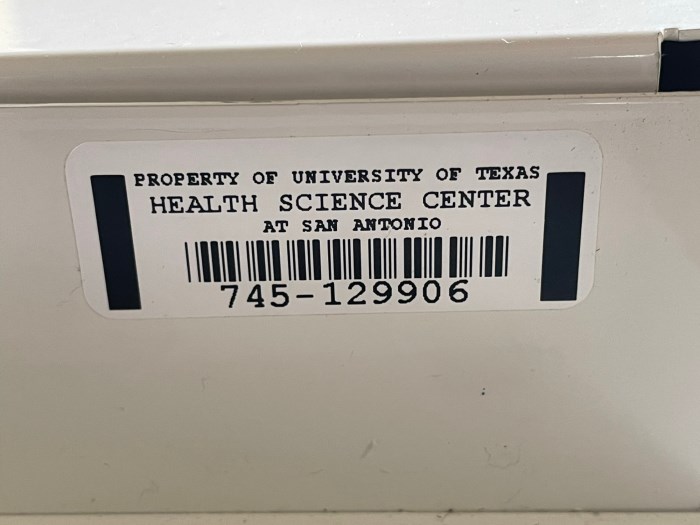 PROPERTY OF UNIVERSITY OF TEXAS
HEALTH SCIENCE CENTER
AT SAN ANTONIO
745-129906